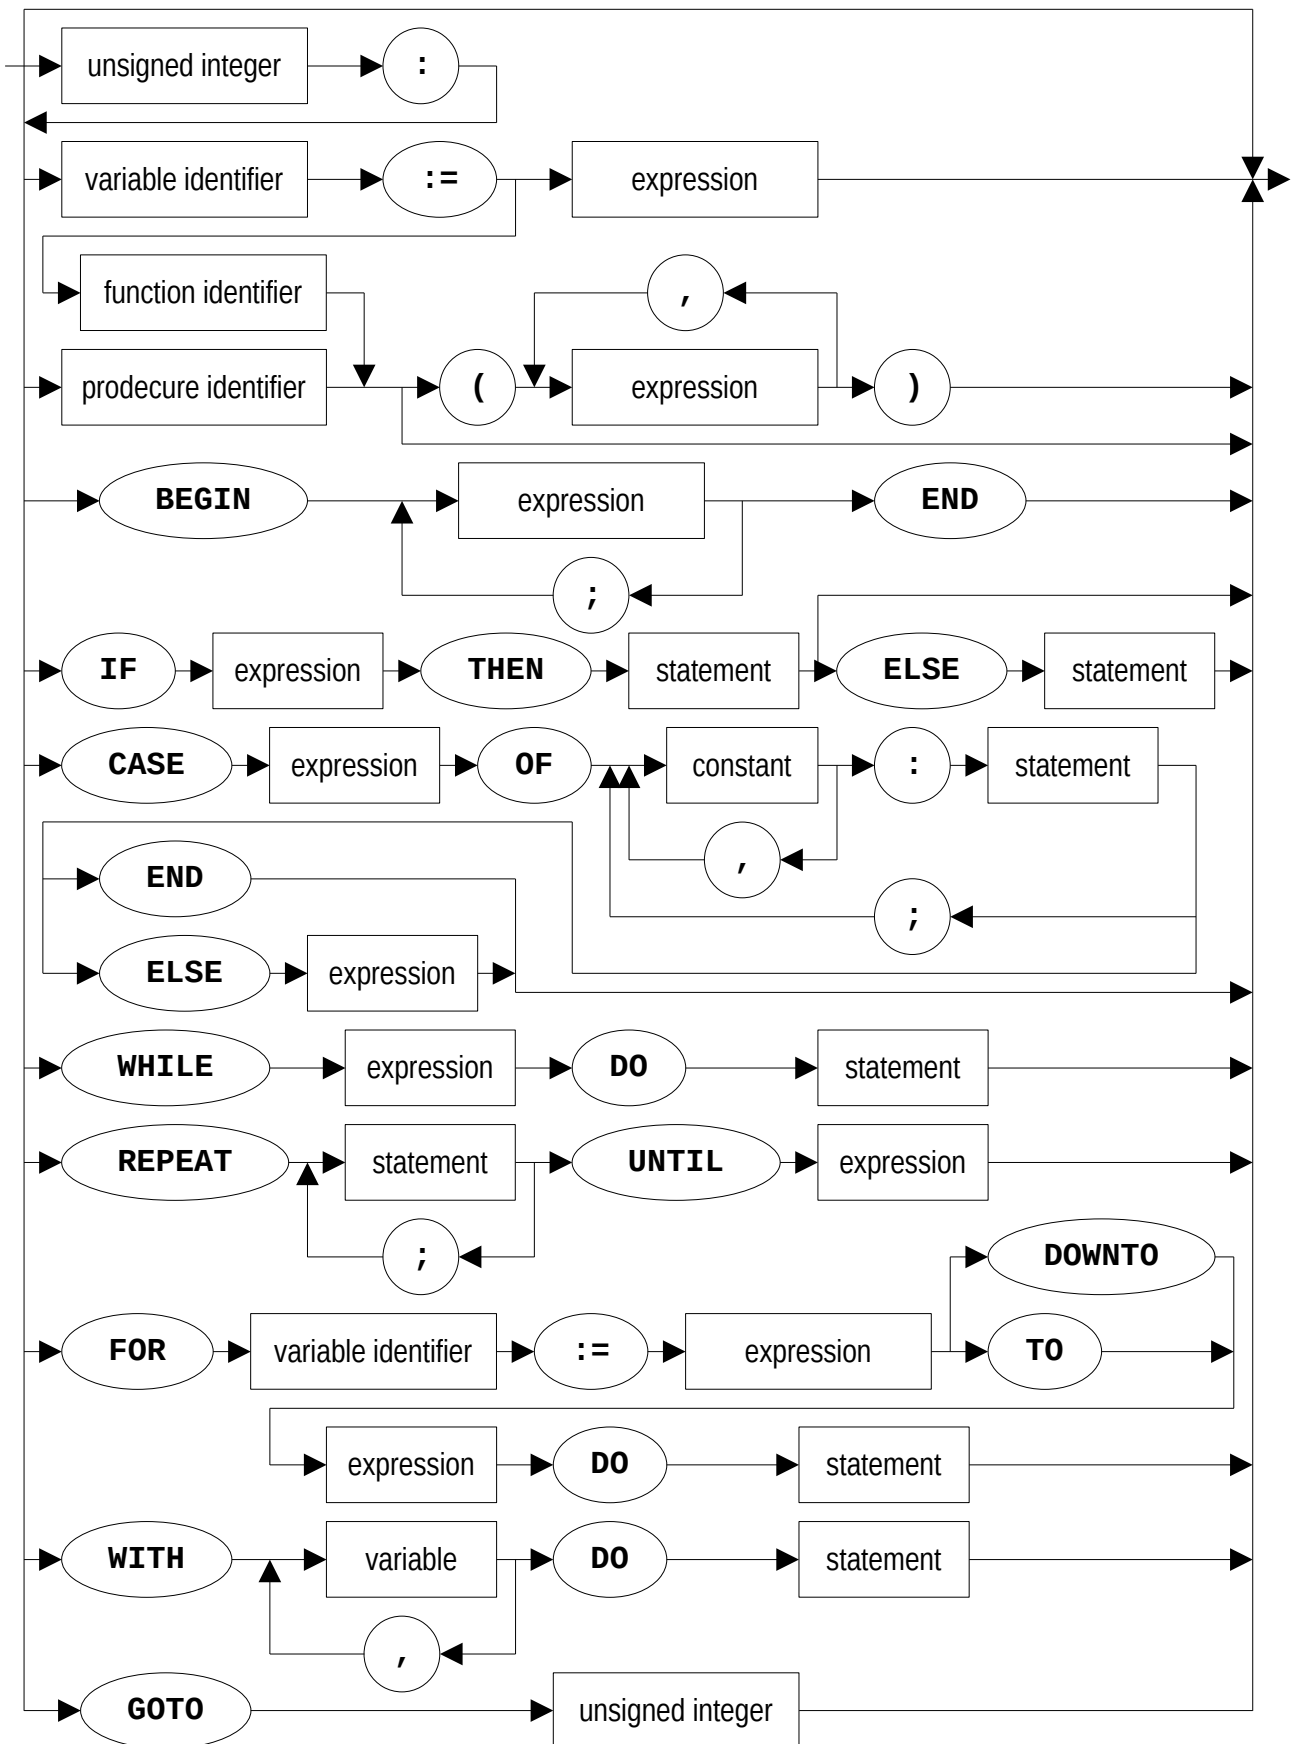 unsigned integer :
variable identifier := expression
function identifier ,
prodecure identifier ( expression )
BEGIN expression END
;
IF expression THEN statement ELSE statement
CASE expression OF constant : statement
,
END
;
ELSE expression
WHILE expression DO statement
REPEAT statement UNTIL expression
;
DOWNTO
FOR variable identifier := expression TO
expression DO statement
WITH variable DO statement
,
GOTO unsigned integer